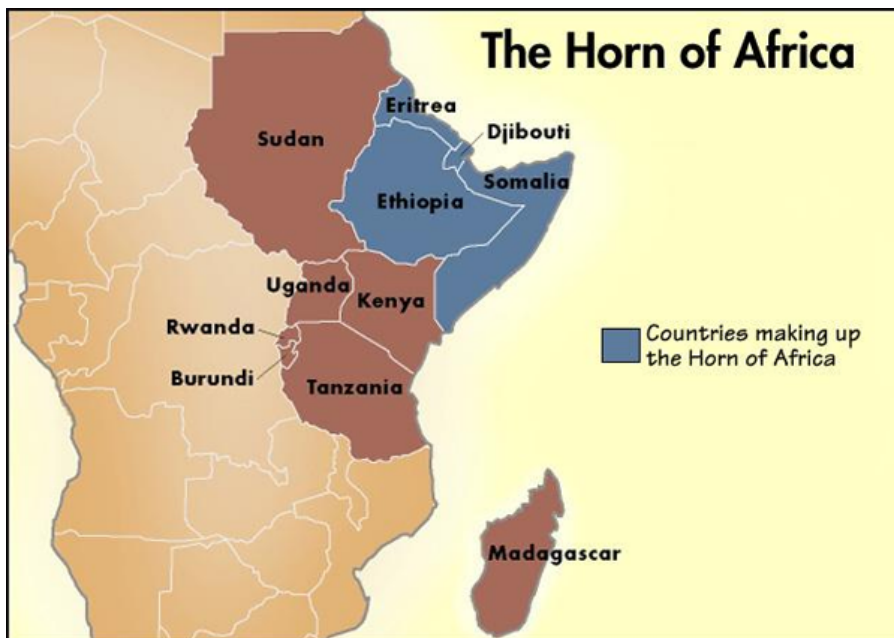 The Horn of Africa
Eritrea
Djibouti
Sudan
Somalia
Ethiopia
Uganda
Kenya
Rwanda
Countries making up
the Horn of Africa
Burundi
Tanzania
Madagascar